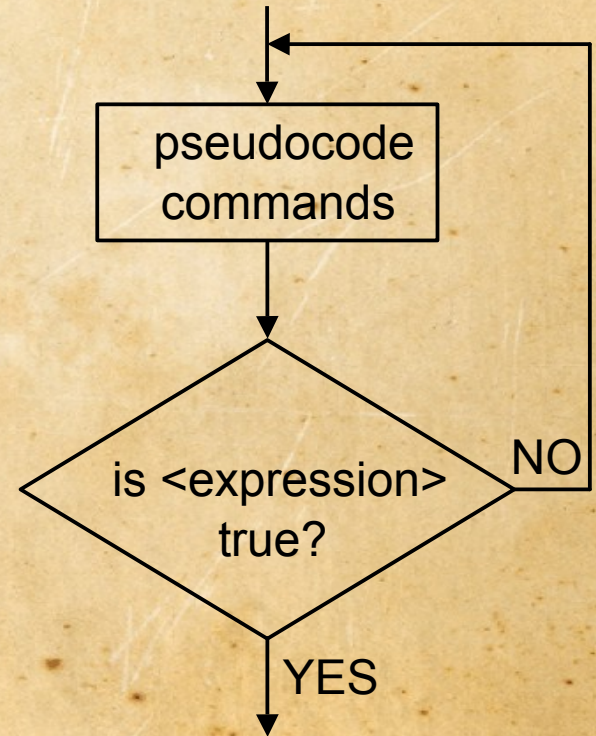 pseudocode
commands
is <expression>
true?
NO
YES